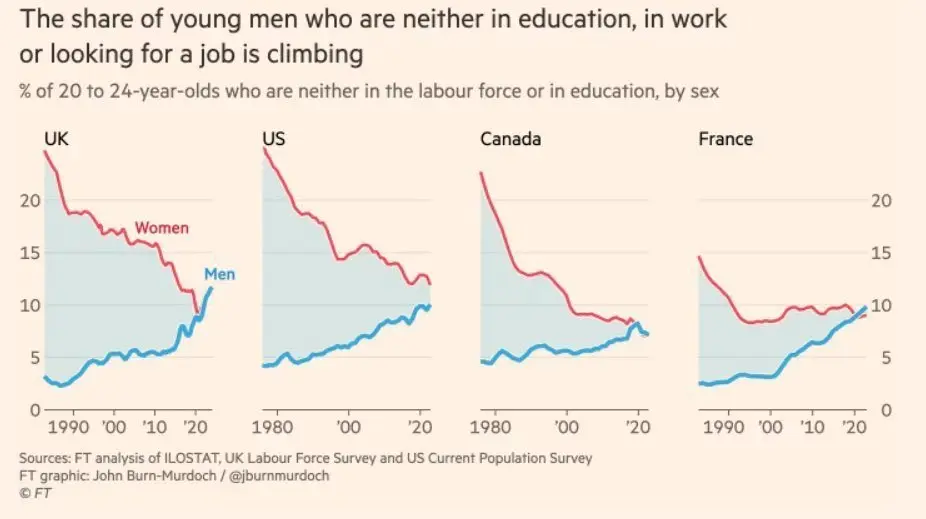 The share of young men who are neither in education, in work
or looking for a job is climbing
% of 20 to 24-year-olds who are neither in the labour force or in education, by sex
UK US Canada France
20 20
Women
15 15
Men
10 10
5 5
0 0
1990 '00 '10 '20 1980 '00 '20 1980 '00 '20 1990 '00 '10 '20
Sources: FT analysis of ILOSTAT, UK Labour Force Survey and US Current Population Survey
FT graphic: John Burn-Murdoch / @jburnmurdoch
© FT